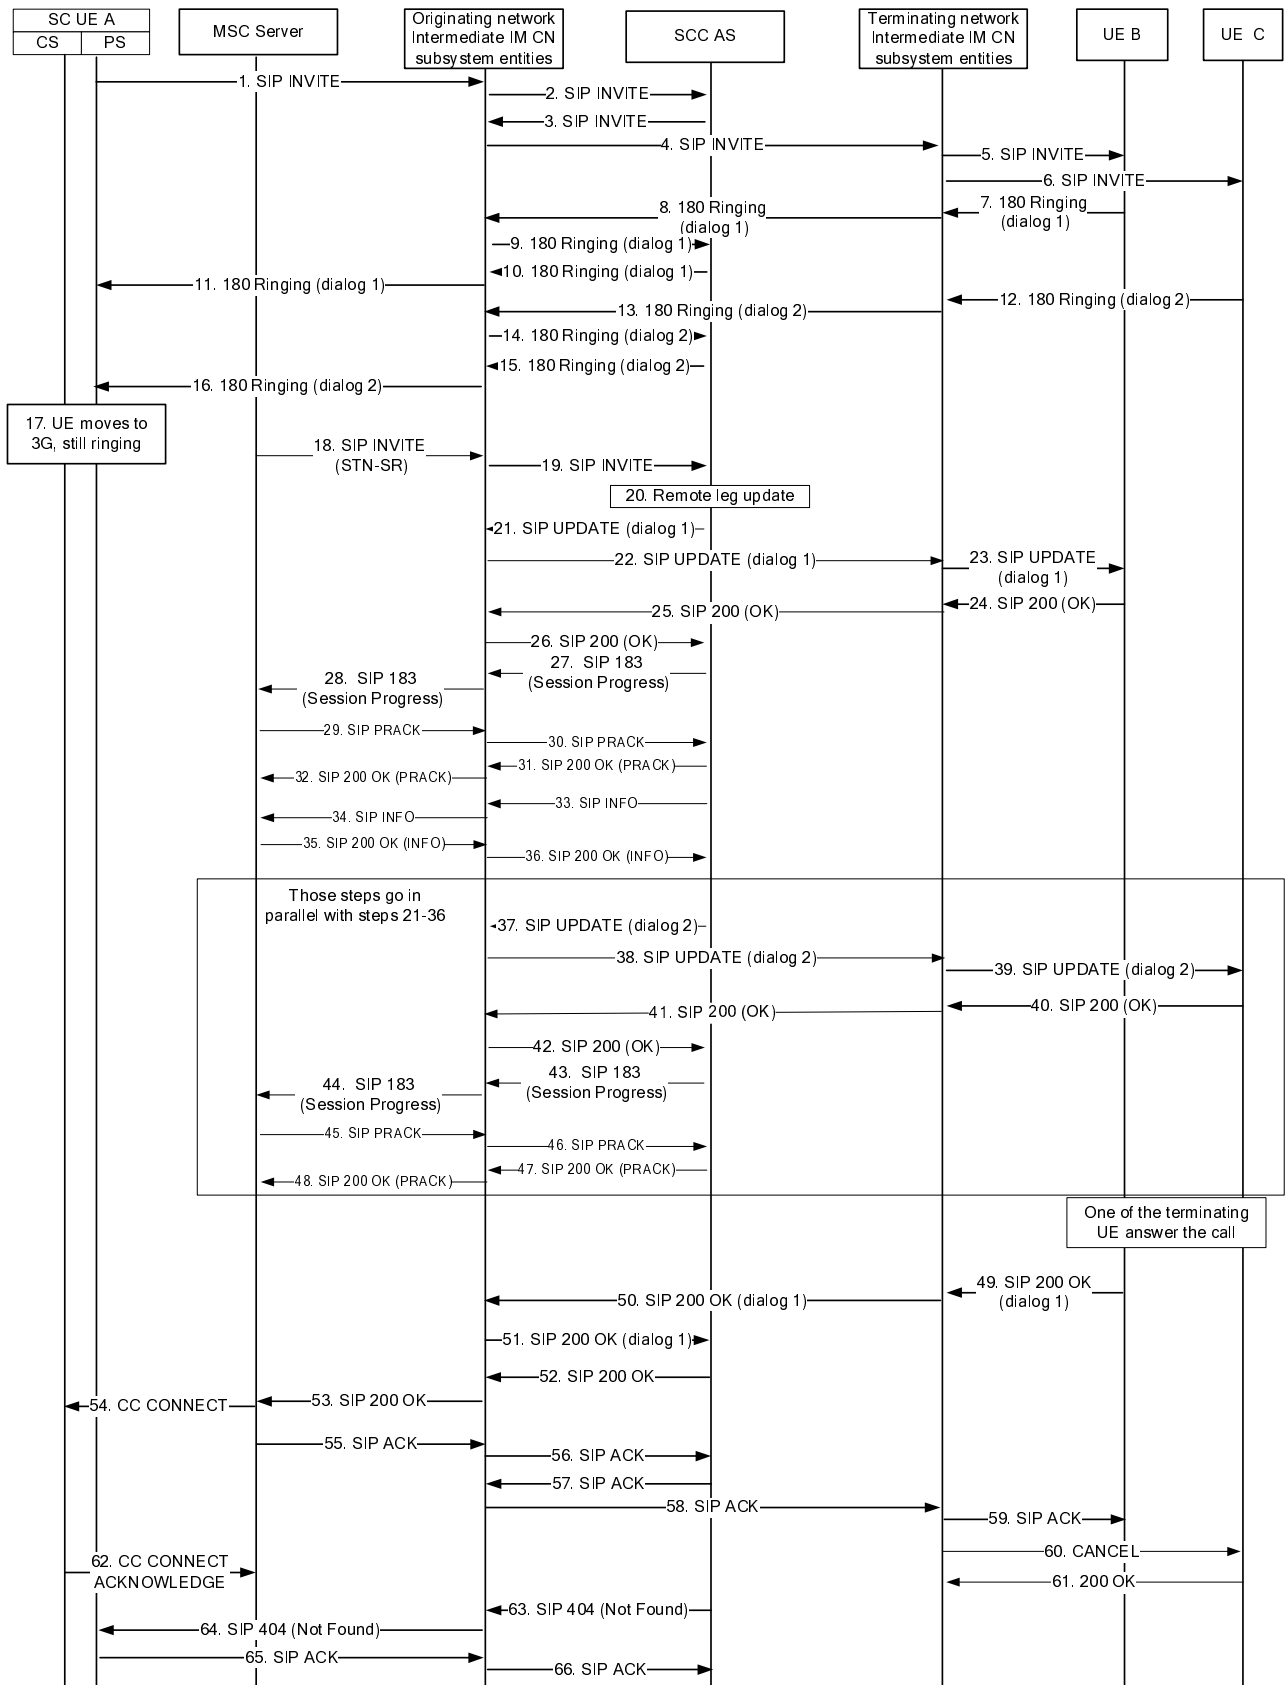 SC UE A
CS
PS
MSC Server
Originating network
Intermediate IM CN
subsystem entities
SCC AS
Terminating network
Intermediate IM CN
subsystem entities
UE B
UE C
1. SIP INVITE
2. SIP INVITE
3. SIP INVITE
4. SIP INVITE
5. SIP INVITE
6. SIP INVITE
7. 180 Ringing
(dialog 1)
8. 180 Ringing
(dialog 1)
9. 180 Ringing (dialog 1)
10. 180 Ringing (dialog 1)
11. 180 Ringing (dialog 1)
12. 180 Ringing (dialog 2)
13. 180 Ringing (dialog 2)
14. 180 Ringing (dialog 2)
15. 180 Ringing (dialog 2)
16. 180 Ringing (dialog 2)
17. UE moves to
3G, still ringing
18. SIP INVITE
(STN-SR)
19. SIP INVITE
20. Remote leg update
21. SIP UPDATE (dialog 1)
22. SIP UPDATE (dialog 1)
23. SIP UPDATE
(dialog 1)
24. SIP 200 (OK)
25. SIP 200 (OK)
26. SIP 200 (OK)
27. SIP 183
(Session Progress)
28. SIP 183
(Session Progress)
29. SIP PRACK
30. SIP PRACK
31. SIP 200 OK (PRACK)
32. SIP 200 OK (PRACK)
33. SIP INFO
34. SIP INFO
35. SIP 200 OK (INFO)
36. SIP 200 OK (INFO)
Those steps go in
parallel with steps 21-36
37. SIP UPDATE (dialog 2)
38. SIP UPDATE (dialog 2)
39. SIP UPDATE (dialog 2)
40. SIP 200 (OK)
41. SIP 200 (OK)
42. SIP 200 (OK)
43. SIP 183
(Session Progress)
44. SIP 183
(Session Progress)
45. SIP PRACK
46. SIP PRACK
47. SIP 200 OK (PRACK)
48. SIP 200 OK (PRACK)
One of the terminating
UE answer the call
49. SIP 200 OK
(dialog 1)
50. SIP 200 OK (dialog 1)
51. SIP 200 OK (dialog 1)
52. SIP 200 OK
53. SIP 200 OK
54. CC CONNECT
55. SIP ACK
56. SIP ACK
57. SIP ACK
58. SIP ACK
59. SIP ACK
60. CANCEL
61. 200 OK
62. CC CONNECT
ACKNOWLEDGE
63. SIP 404 (Not Found)
64. SIP 404 (Not Found)
65. SIP ACK
66. SIP ACK